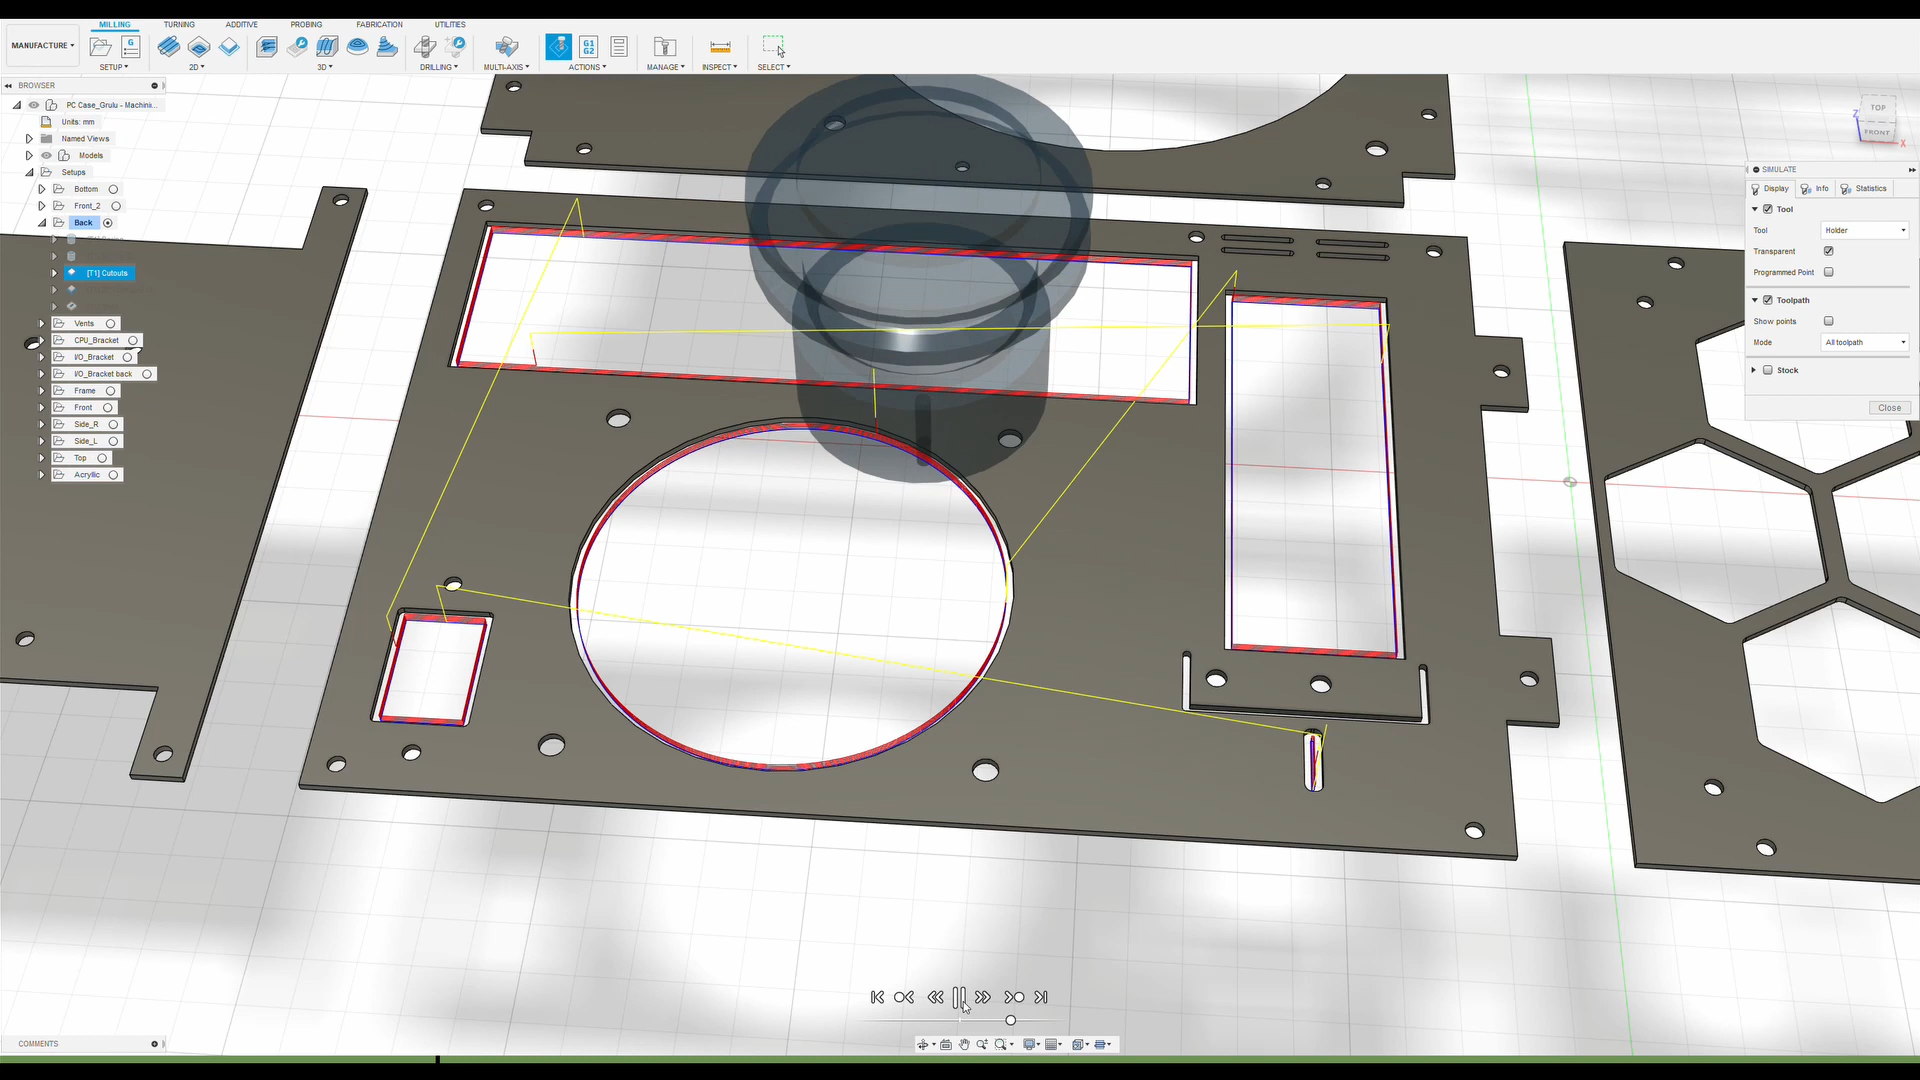 MILLING TURNING ADDITIVE PROBING FABRICATION UTILITIES
MANUFACTURE
G
G1
G2
SETUP 2D 3D DRILLING MULTI-AXIS ACTIONS MANAGE INSPECT SELECT
BROWSER
PC Case_Grulu - Machini...
Units: mm
Named Views
Models
Setups
Bottom
Front_2
Back
[T1] Cutouts
Vents
CPU_Bracket
I/O_Bracket
I/O_Bracket back
Frame
Front
Side_R
Side_L
Top
Acryllic
TOP
FRONT
Z
X
SIMULATE
Display Info Statistics
Tool
Tool Holder
Transparent
Programmed Point
Toolpath
Show points
Mode All toolpath
Stock
Close
COMMENTS